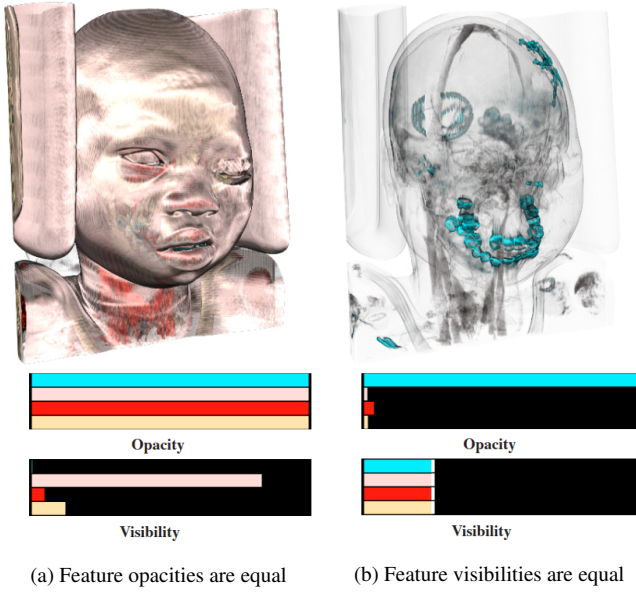 Opacity
Opacity
Visibility
Visibility
(a) Feature opacities are equal
(b) Feature visibilities are equal